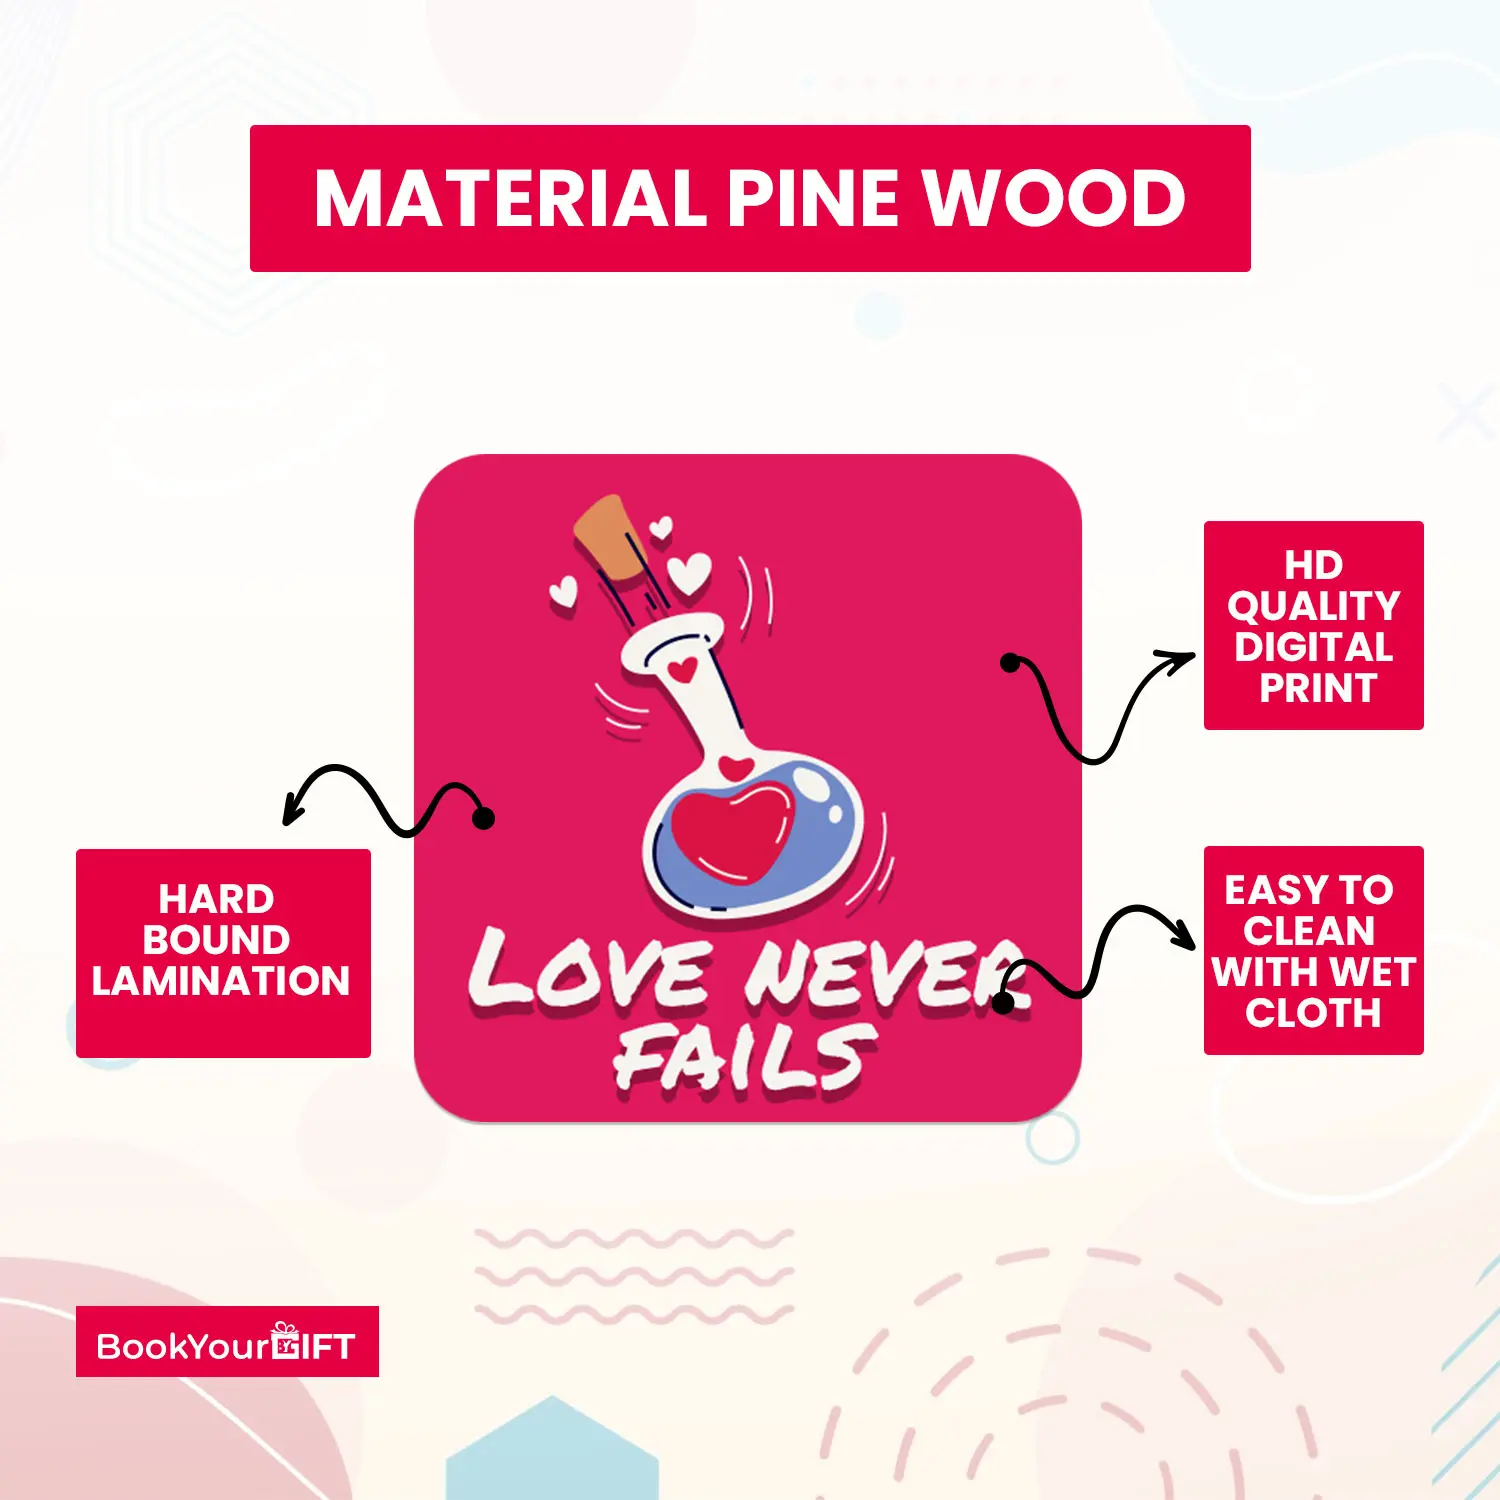 MATERIAL PINE WOOD
HD
QUALITY
DIGITAL
PRINT
HARD
BOUND
LAMINATION
EASY TO
CLEAN
WITH WET
CLOTH
LOVE NEVER
FAILS
BookYourGIFT